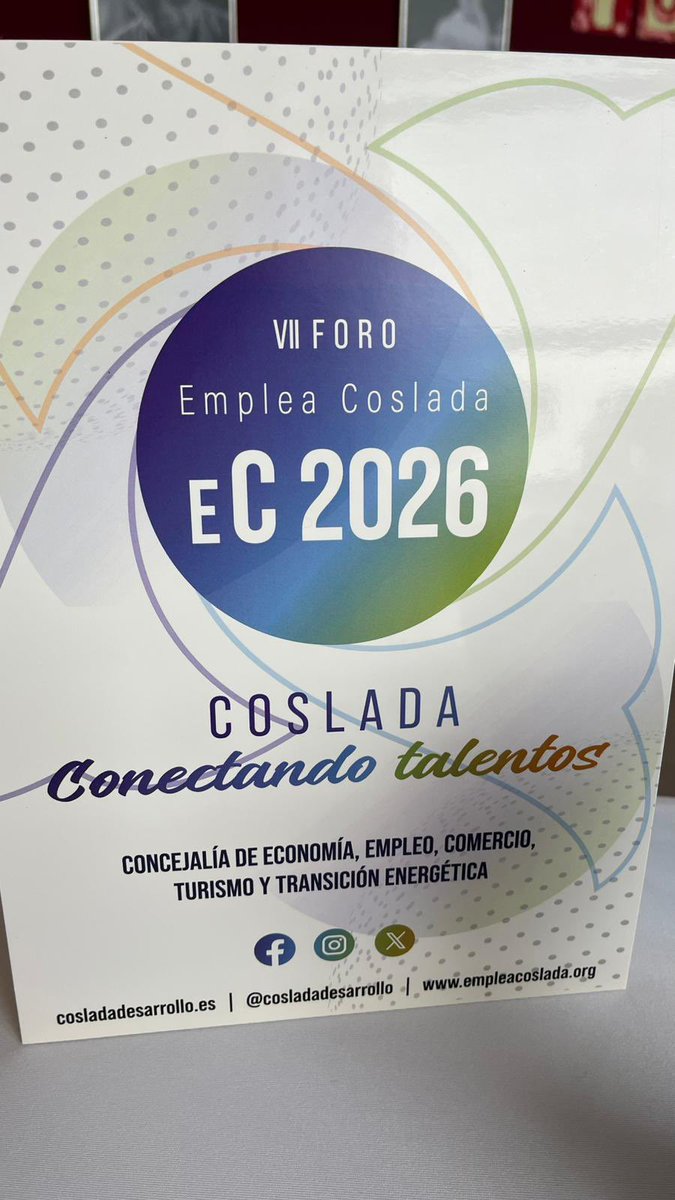 VII FORO
Emplea Coslada
EC 2026
COSLADA
Conectando talentos
CONCEJALÍA DE ECONOMÍA, EMPLEO, COMERCIO,
TURISMO Y TRANSICIÓN ENERGÉTICA
cosladadesarrollo.es | @cosladadesarrollo | www.empleacoslada.org